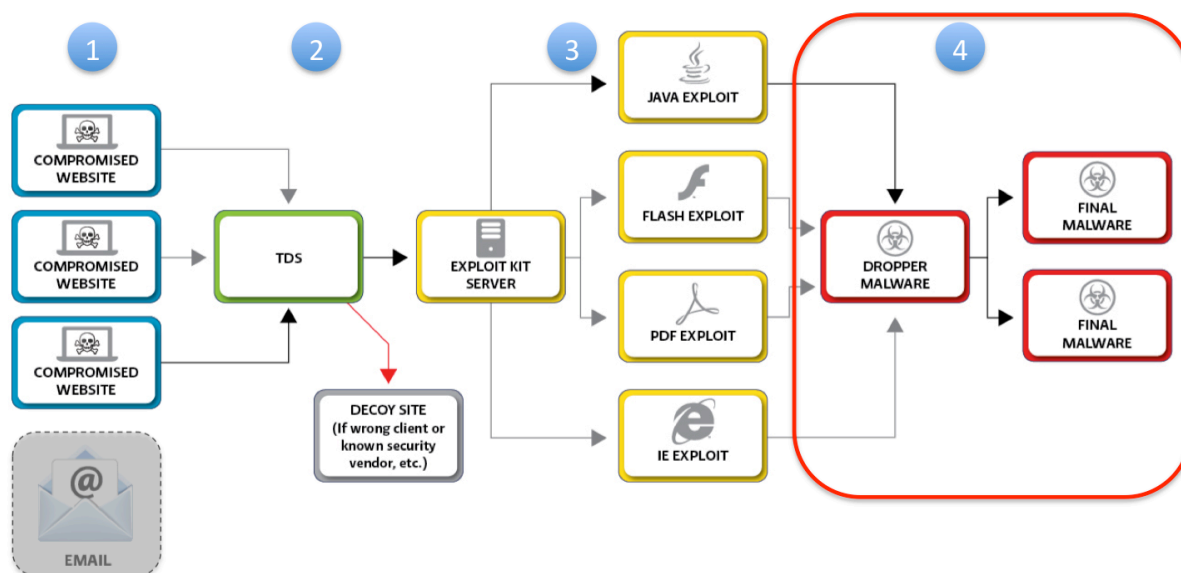 1
2
3
4
COMPROMISED
WEBSITE
COMPROMISED
WEBSITE
COMPROMISED
WEBSITE
@
EMAIL
TDS
DECOY SITE
(If wrong client or
known security
vendor, etc.)
EXPLOIT KIT
SERVER
JAVA EXPLOIT
FLASH EXPLOIT
PDF EXPLOIT
IE EXPLOIT
DROPPER
MALWARE
FINAL
MALWARE
FINAL
MALWARE